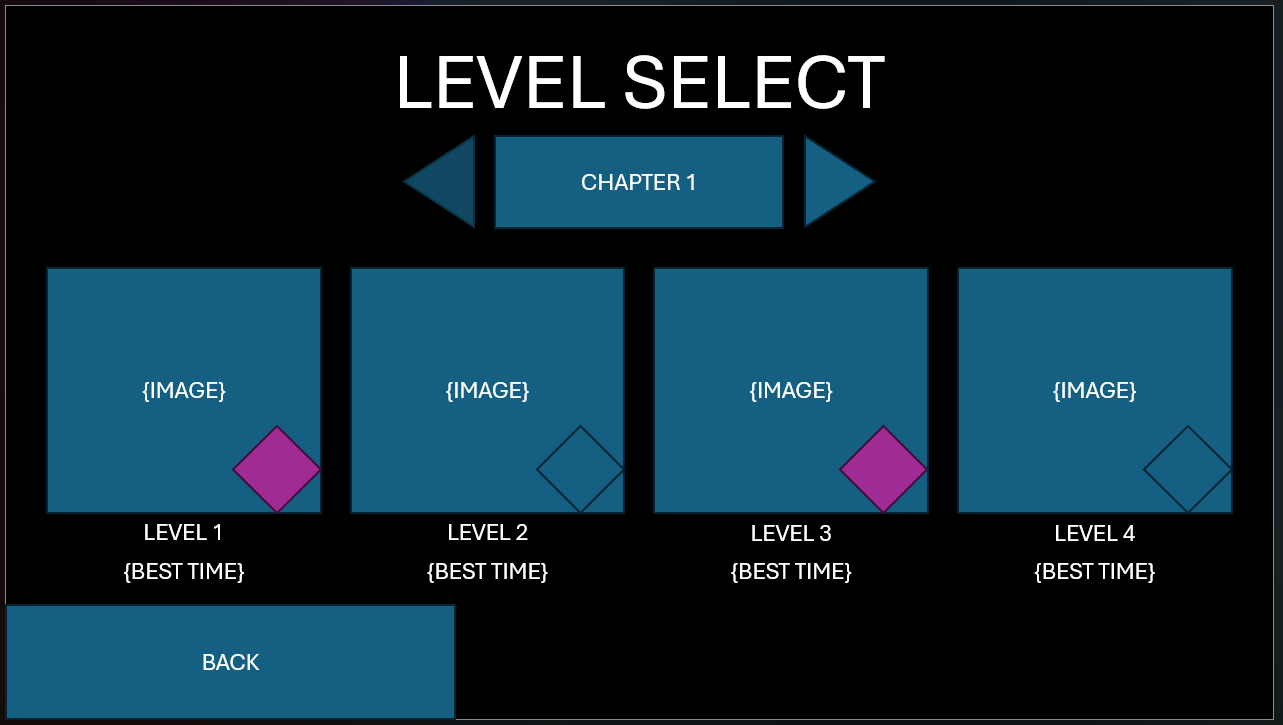 LEVEL SELECT
CHAPTER 1
{IMAGE}
{IMAGE}
{IMAGE}
{IMAGE}
LEVEL 1
LEVEL 2
LEVEL 3
LEVEL 4
{BEST TIME}
{BEST TIME}
{BEST TIME}
{BEST TIME}
BACK